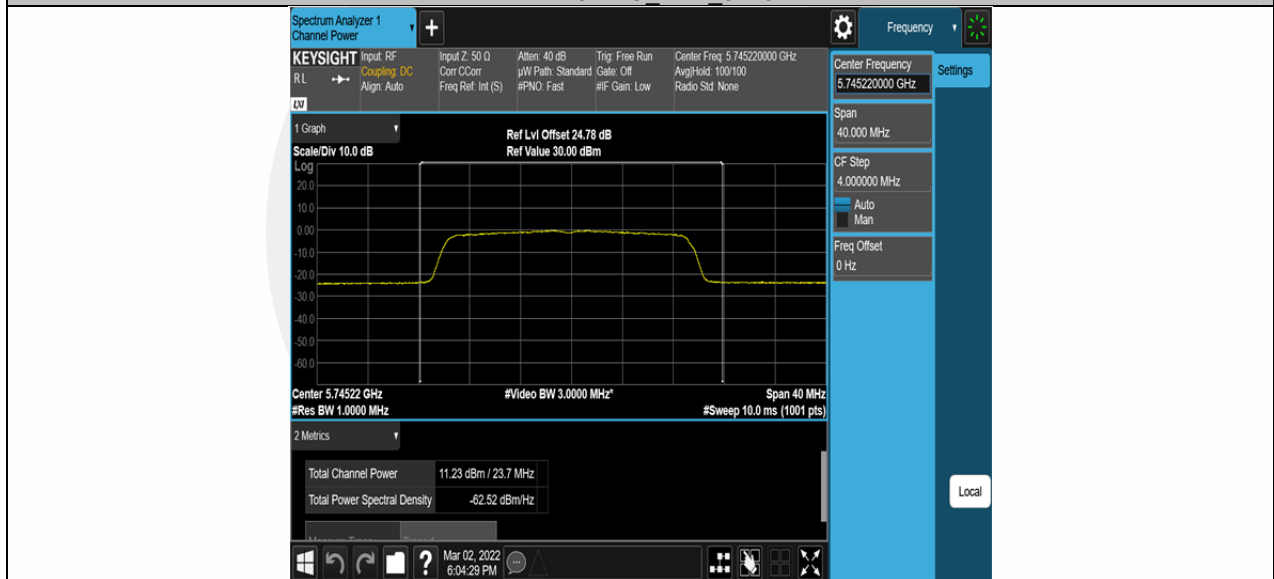 Spectrum Analyzer 1
Channel Power
+
Frequency
KEYSIGHT
Input: RF
Coupling: DC
Align: Auto
Input Z: 50 Ω
Corr CCorr
Freq Ref: Int (S)
Atten: 40 dB
µW Path: Standard
#PNO: Fast
Trig: Free Run
Gate: Off
#IF Gain: Low
Center Freq: 5.745220000 GHz
Avg|Hold: 100/100
Radio Std: None
RL
LXI
Center Frequency
5.745220000 GHz
Settings
Span
40.000 MHz
CF Step
4.000000 MHz
Auto
Man
Freq Offset
0 Hz
Local
1 Graph
Ref Lvl Offset 24.78 dB
Scale/Div 10.0 dB
Ref Value 30.00 dBm
Log
20.0
10.0
0.00
-10.0
-20.0
-30.0
-40.0
-50.0
-60.0
Center 5.74522 GHz
#Video BW 3.0000 MHz*
Span 40 MHz
#Res BW 1.0000 MHz
#Sweep 10.0 ms (1001 pts)
2 Metrics
Total Channel Power 11.23 dBm / 23.7 MHz
Total Power Spectral Density -62.52 dBm/Hz
?
Mar 02, 2022
6:04:29 PM